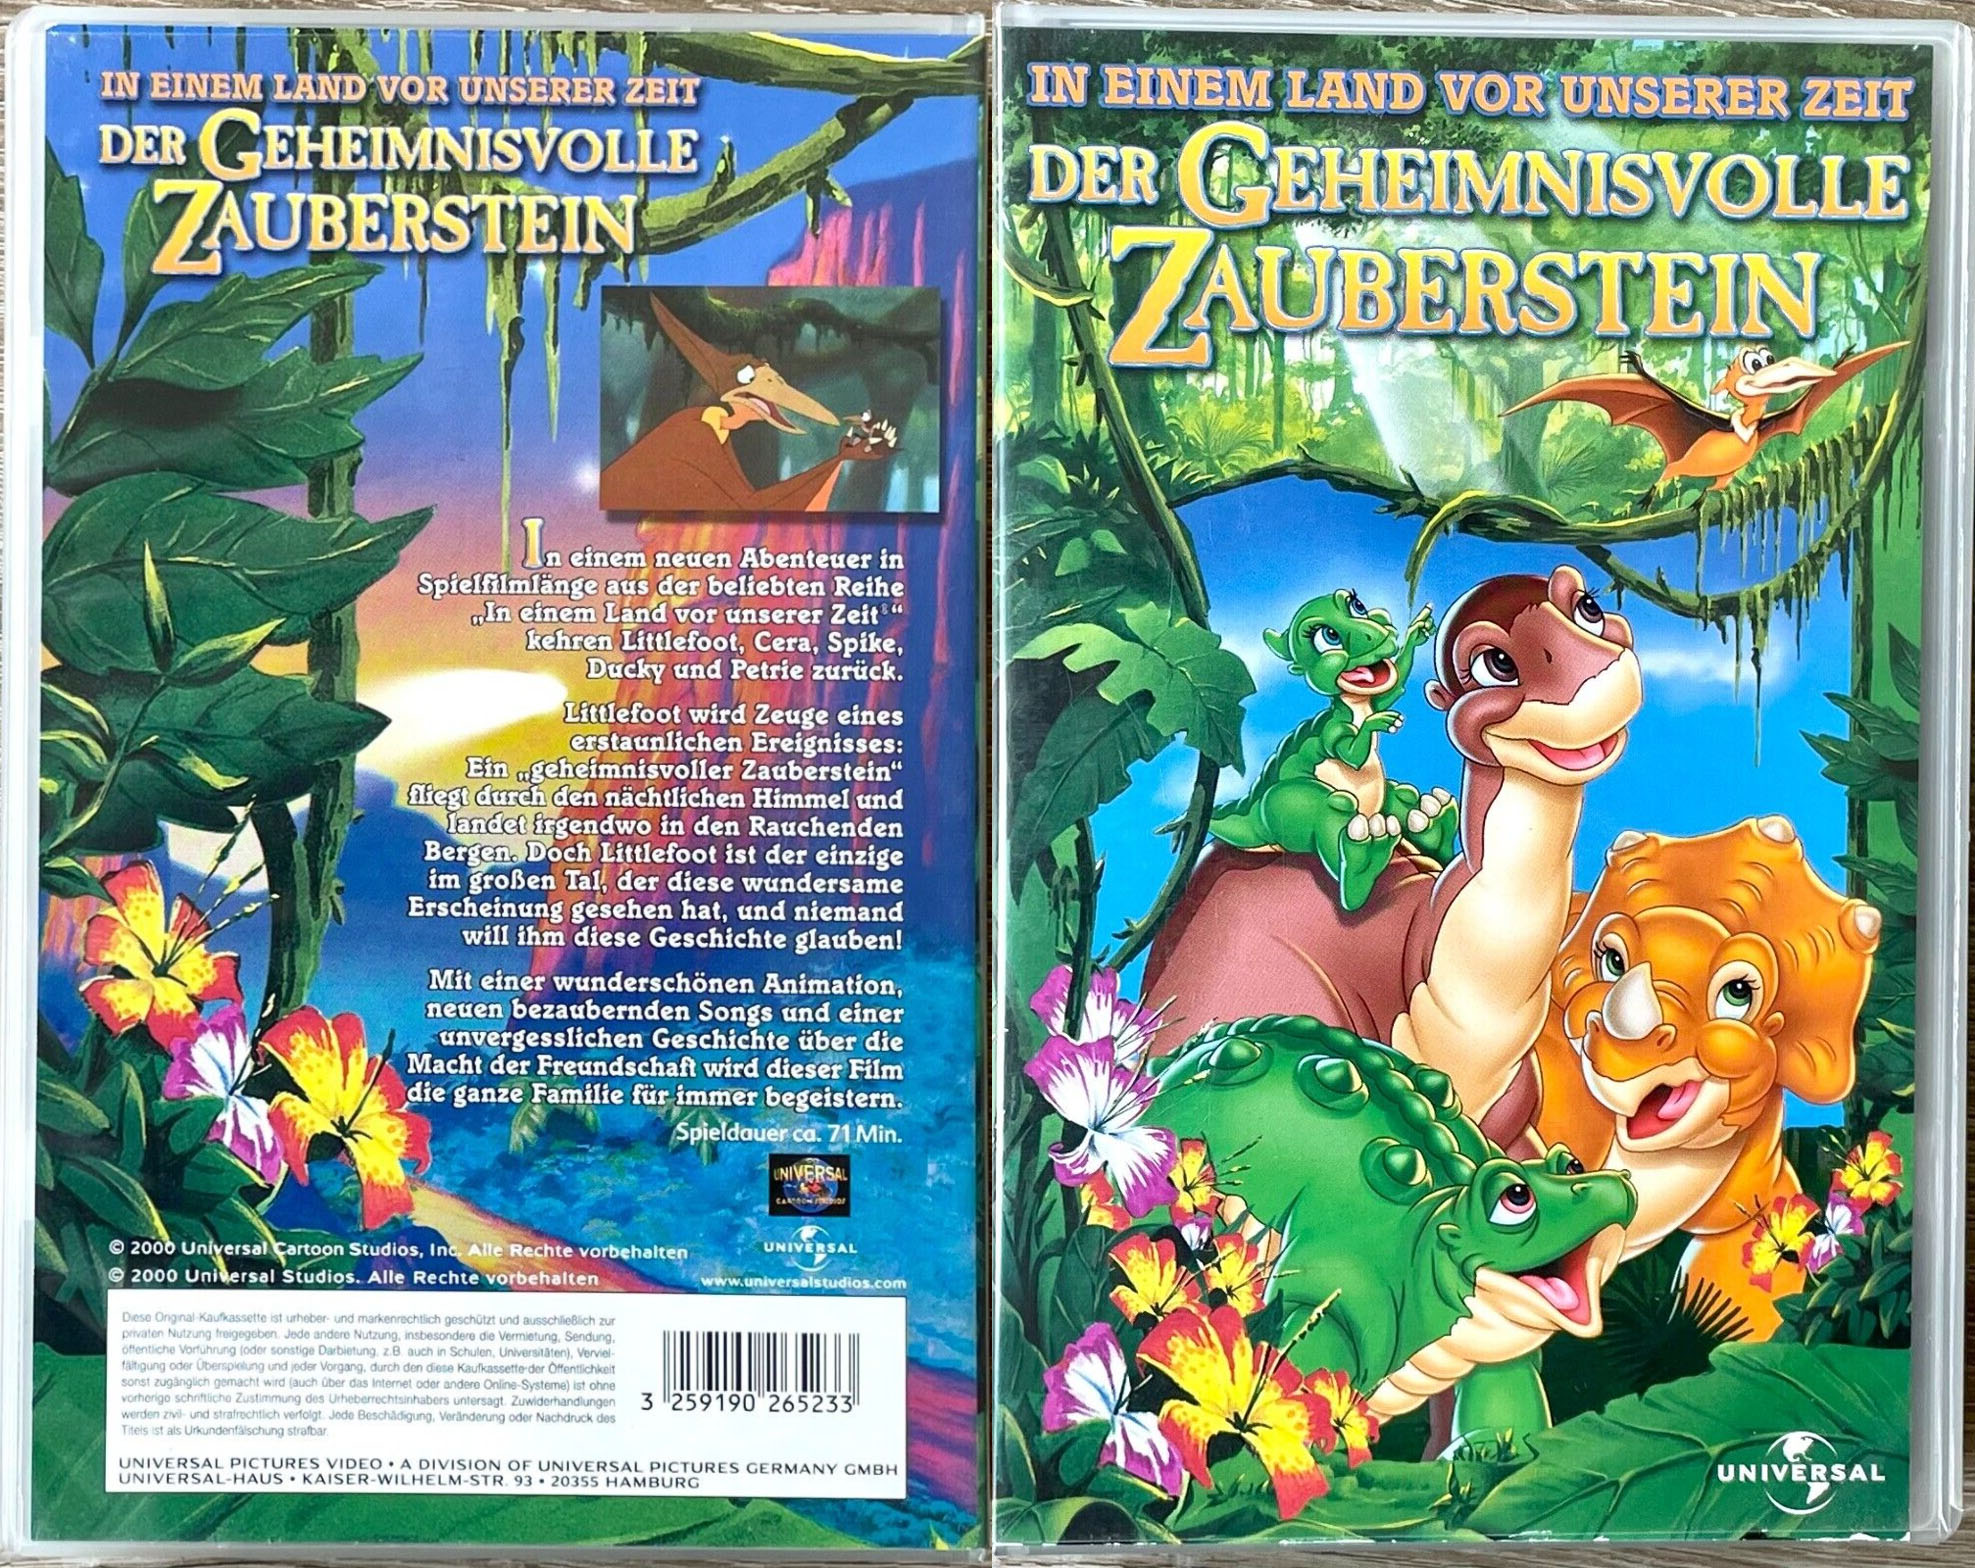 IN EINEM LAND VOR UNSERER ZEIT
DER GEHEIMNISVOLLE
ZAUBERSTEIN
In einem neuen Abenteuer in
Spielfilmlänge aus der beliebten Reihe
„In einem Land vor unserer Zeit®“
kehren Littlefoot, Cera, Spike,
Ducky und Petrie zurück.
Littlefoot wird Zeuge eines
erstaunlichen Ereignisses:
Ein „geheimnisvoller Zauberstein“
fliegt durch den nächtlichen Himmel und
landet irgendwo in den Rauchenden
Bergen. Doch Littlefoot ist der einzige
im großen Tal, der diese wundersame
Erscheinung gesehen hat, und niemand
will ihm diese Geschichte glauben!
Mit einer wunderschönen Animation,
neuen bezaubernden Songs und einer
unvergesslichen Geschichte über die
Macht der Freundschaft wird dieser Film
die ganze Familie für immer begeistern.
Spieldauer ca. 71 Min.
UNIVERSAL
CARTOON STUDIOS
© 2000 Universal Cartoon Studios, Inc. Alle Rechte vorbehalten
© 2000 Universal Studios. Alle Rechte vorbehalten
UNIVERSAL
www.universalstudios.com
Diese Original-Kaufkassette ist urheber- und markenrechtlich geschützt und ausschließlich zur
privaten Nutzung freigegeben. Jede andere Nutzung, insbesondere die Vermietung, Sendung,
öffentliche Vorführung (oder sonstige Darbietung, z.B. auch in Schulen, Universitäten), Verviel-
fältigung oder Überspielung und jeder Vorgang, durch den diese Kaufkassette der Öffentlichkeit
sonst zugänglich gemacht wird (auch über das Internet oder andere Online-Systeme) ist ohne
vorherige schriftliche Zustimmung des Urheberrechtsinhabers untersagt. Zuwiderhandlungen
werden zivil- und strafrechtlich verfolgt. Jede Beschädigung, Veränderung oder Nachdruck des
Titels ist als Urkundenfälschung strafbar.
3 259190 265233
UNIVERSAL PICTURES VIDEO • A DIVISION OF UNIVERSAL PICTURES GERMANY GMBH
UNIVERSAL-HAUS • KAISER-WILHELM-STR. 93 • 20355 HAMBURG
IN EINEM LAND VOR UNSERER ZEIT
DER GEHEIMNISVOLLE
ZAUBERSTEIN
UNIVERSAL